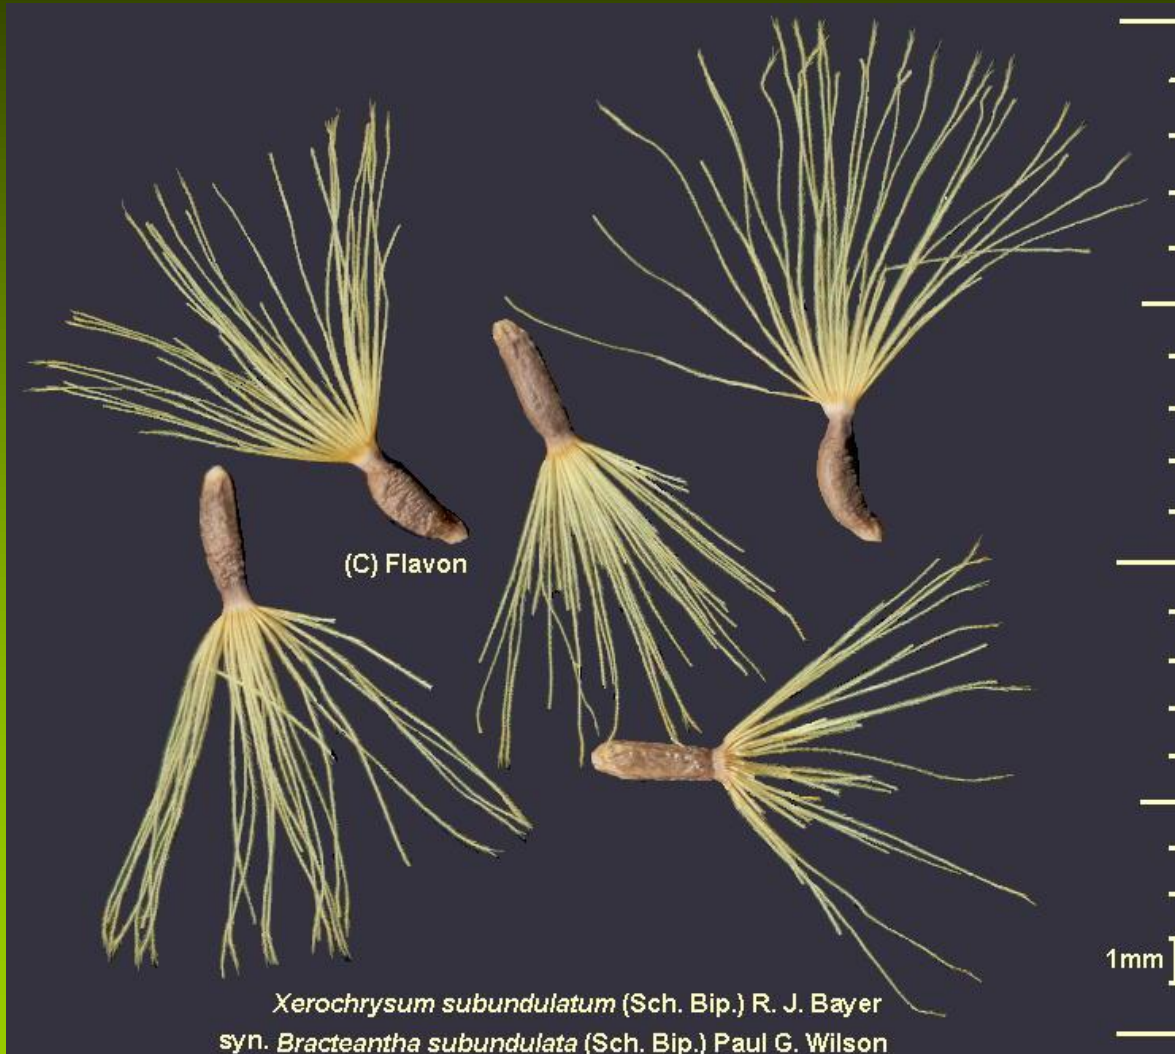 (C) Flavon
1mm
Xerochrysum subundulatum (Sch. Bip.) R. J. Bayer
syn. Bracteantha subundulata (Sch. Bip.) Paul G. Wilson